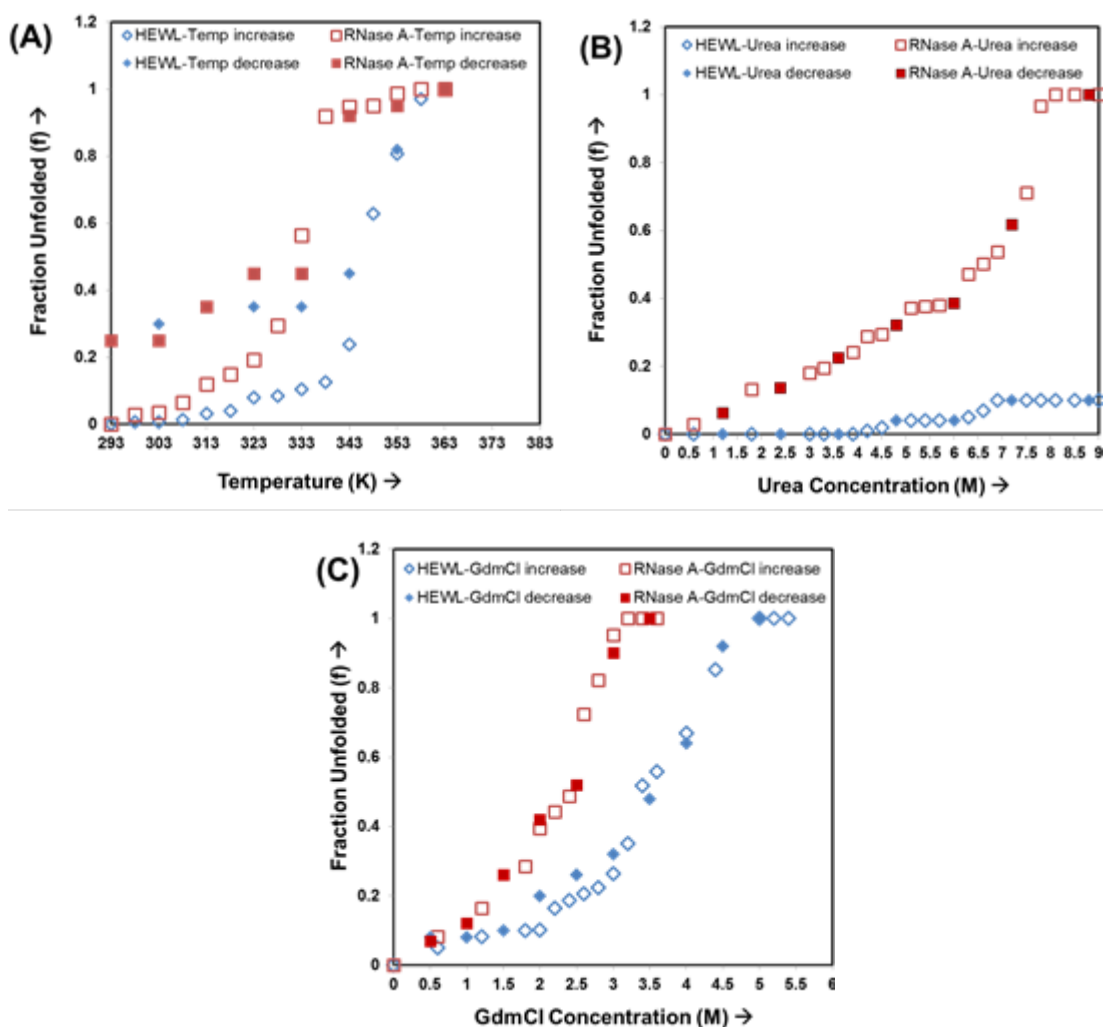 (A)
HEWL-Temp increase RNase A-Temp increase
HEWL-Temp decrease RNase A-Temp decrease
Fraction Unfolded (f) →
1.2
1
0.8
0.6
0.4
0.2
0
293 303 313 323 333 343 353 363 373 383
Temperature (K) →
(B)
HEWL-Urea increase RNase A-Urea increase
HEWL-Urea decrease RNase A-Urea decrease
Fraction Unfolded (f) →
1.2
1
0.8
0.6
0.4
0.2
0
0 0.6 1.2 1.5 2.4 2.5 3 3.5 4 4.5 5 5.5 6 6.5 7 7.5 8 8.5 9
Urea Concentration (M) →
(C)
HEWL-GdmCl increase RNase A-GdmCl increase
HEWL-GdmCl decrease RNase A-GdmCl decrease
Fraction Unfolded (f) →
1.2
1
0.8
0.6
0.4
0.2
0
0 0.5 1 1.5 2 2.5 3 3.5 4 4.5 5 5.5 6
GdmCl Concentration (M) →